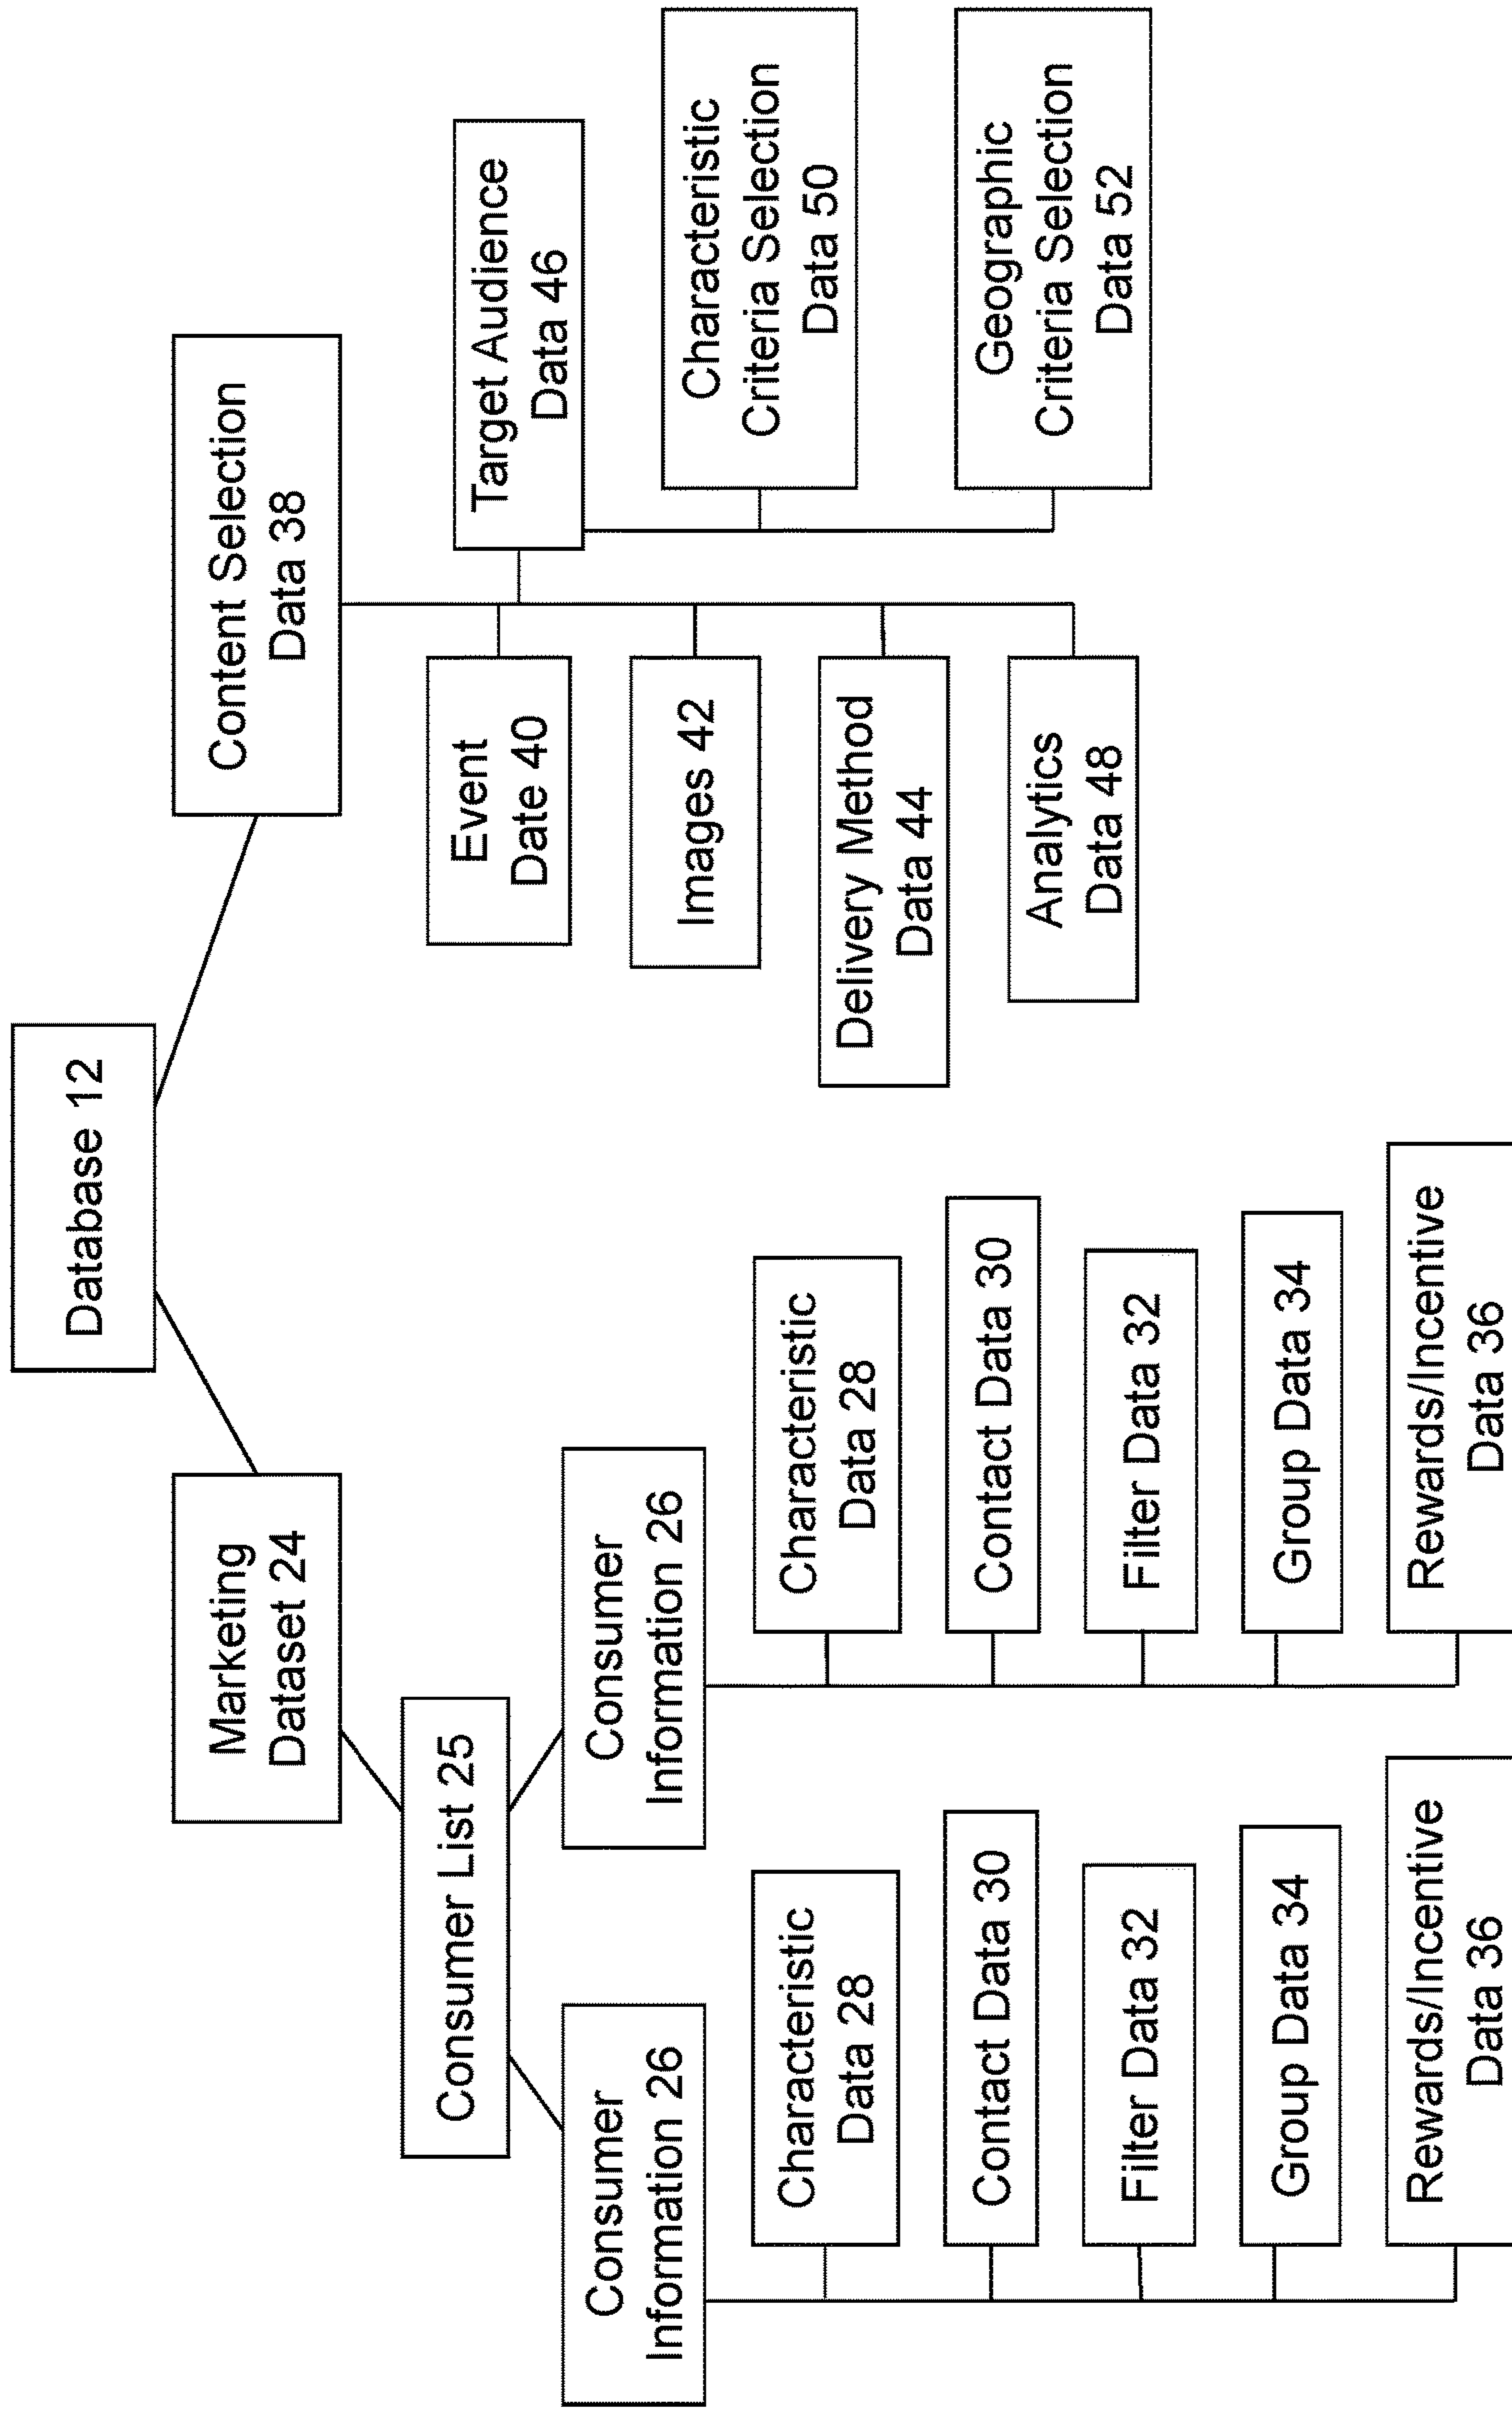 Database 12
Marketing
Dataset 24
Content Selection
Data 38
Consumer List 25
Consumer
Information 26
Consumer
Information 26
Characteristic
Data 28
Contact Data 30
Filter Data 32
Group Data 34
Rewards/Incentive
Data 36
Characteristic
Data 28
Contact Data 30
Filter Data 32
Group Data 34
Rewards/Incentive
Data 36
Event
Date 40
Images 42
Delivery Method
Data 44
Analytics
Data 48
Target Audience
Data 46
Characteristic
Criteria Selection
Data 50
Geographic
Criteria Selection
Data 52